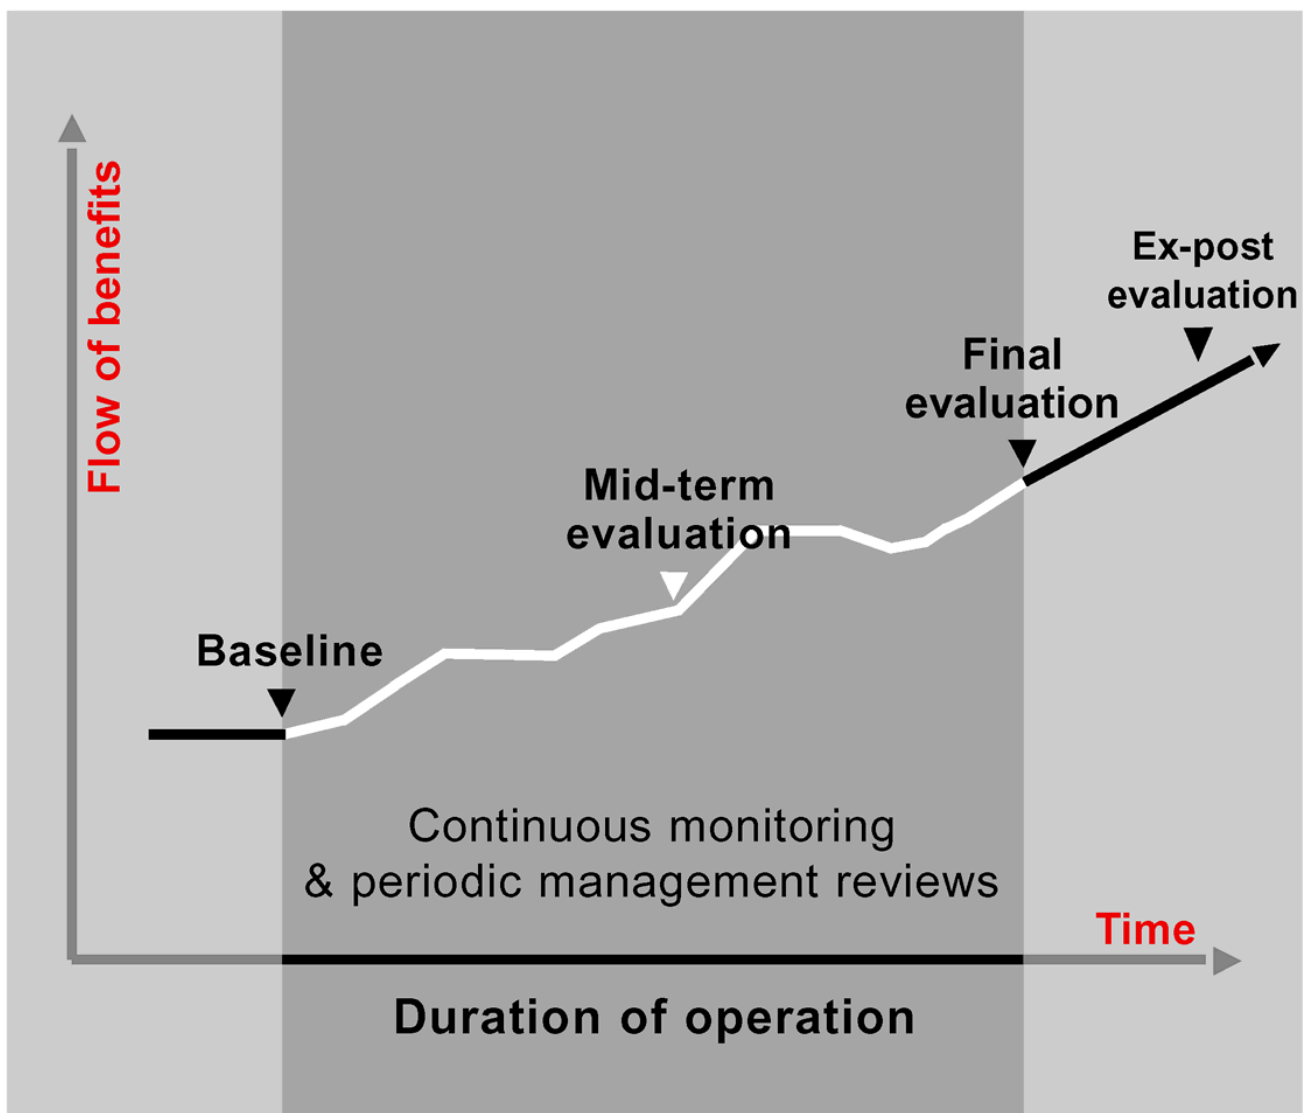 Flow of benefits
Ex-post
evaluation
Final
evaluation
Mid-term
evaluation
Baseline
Continuous monitoring
& periodic management reviews
Time
Duration of operation